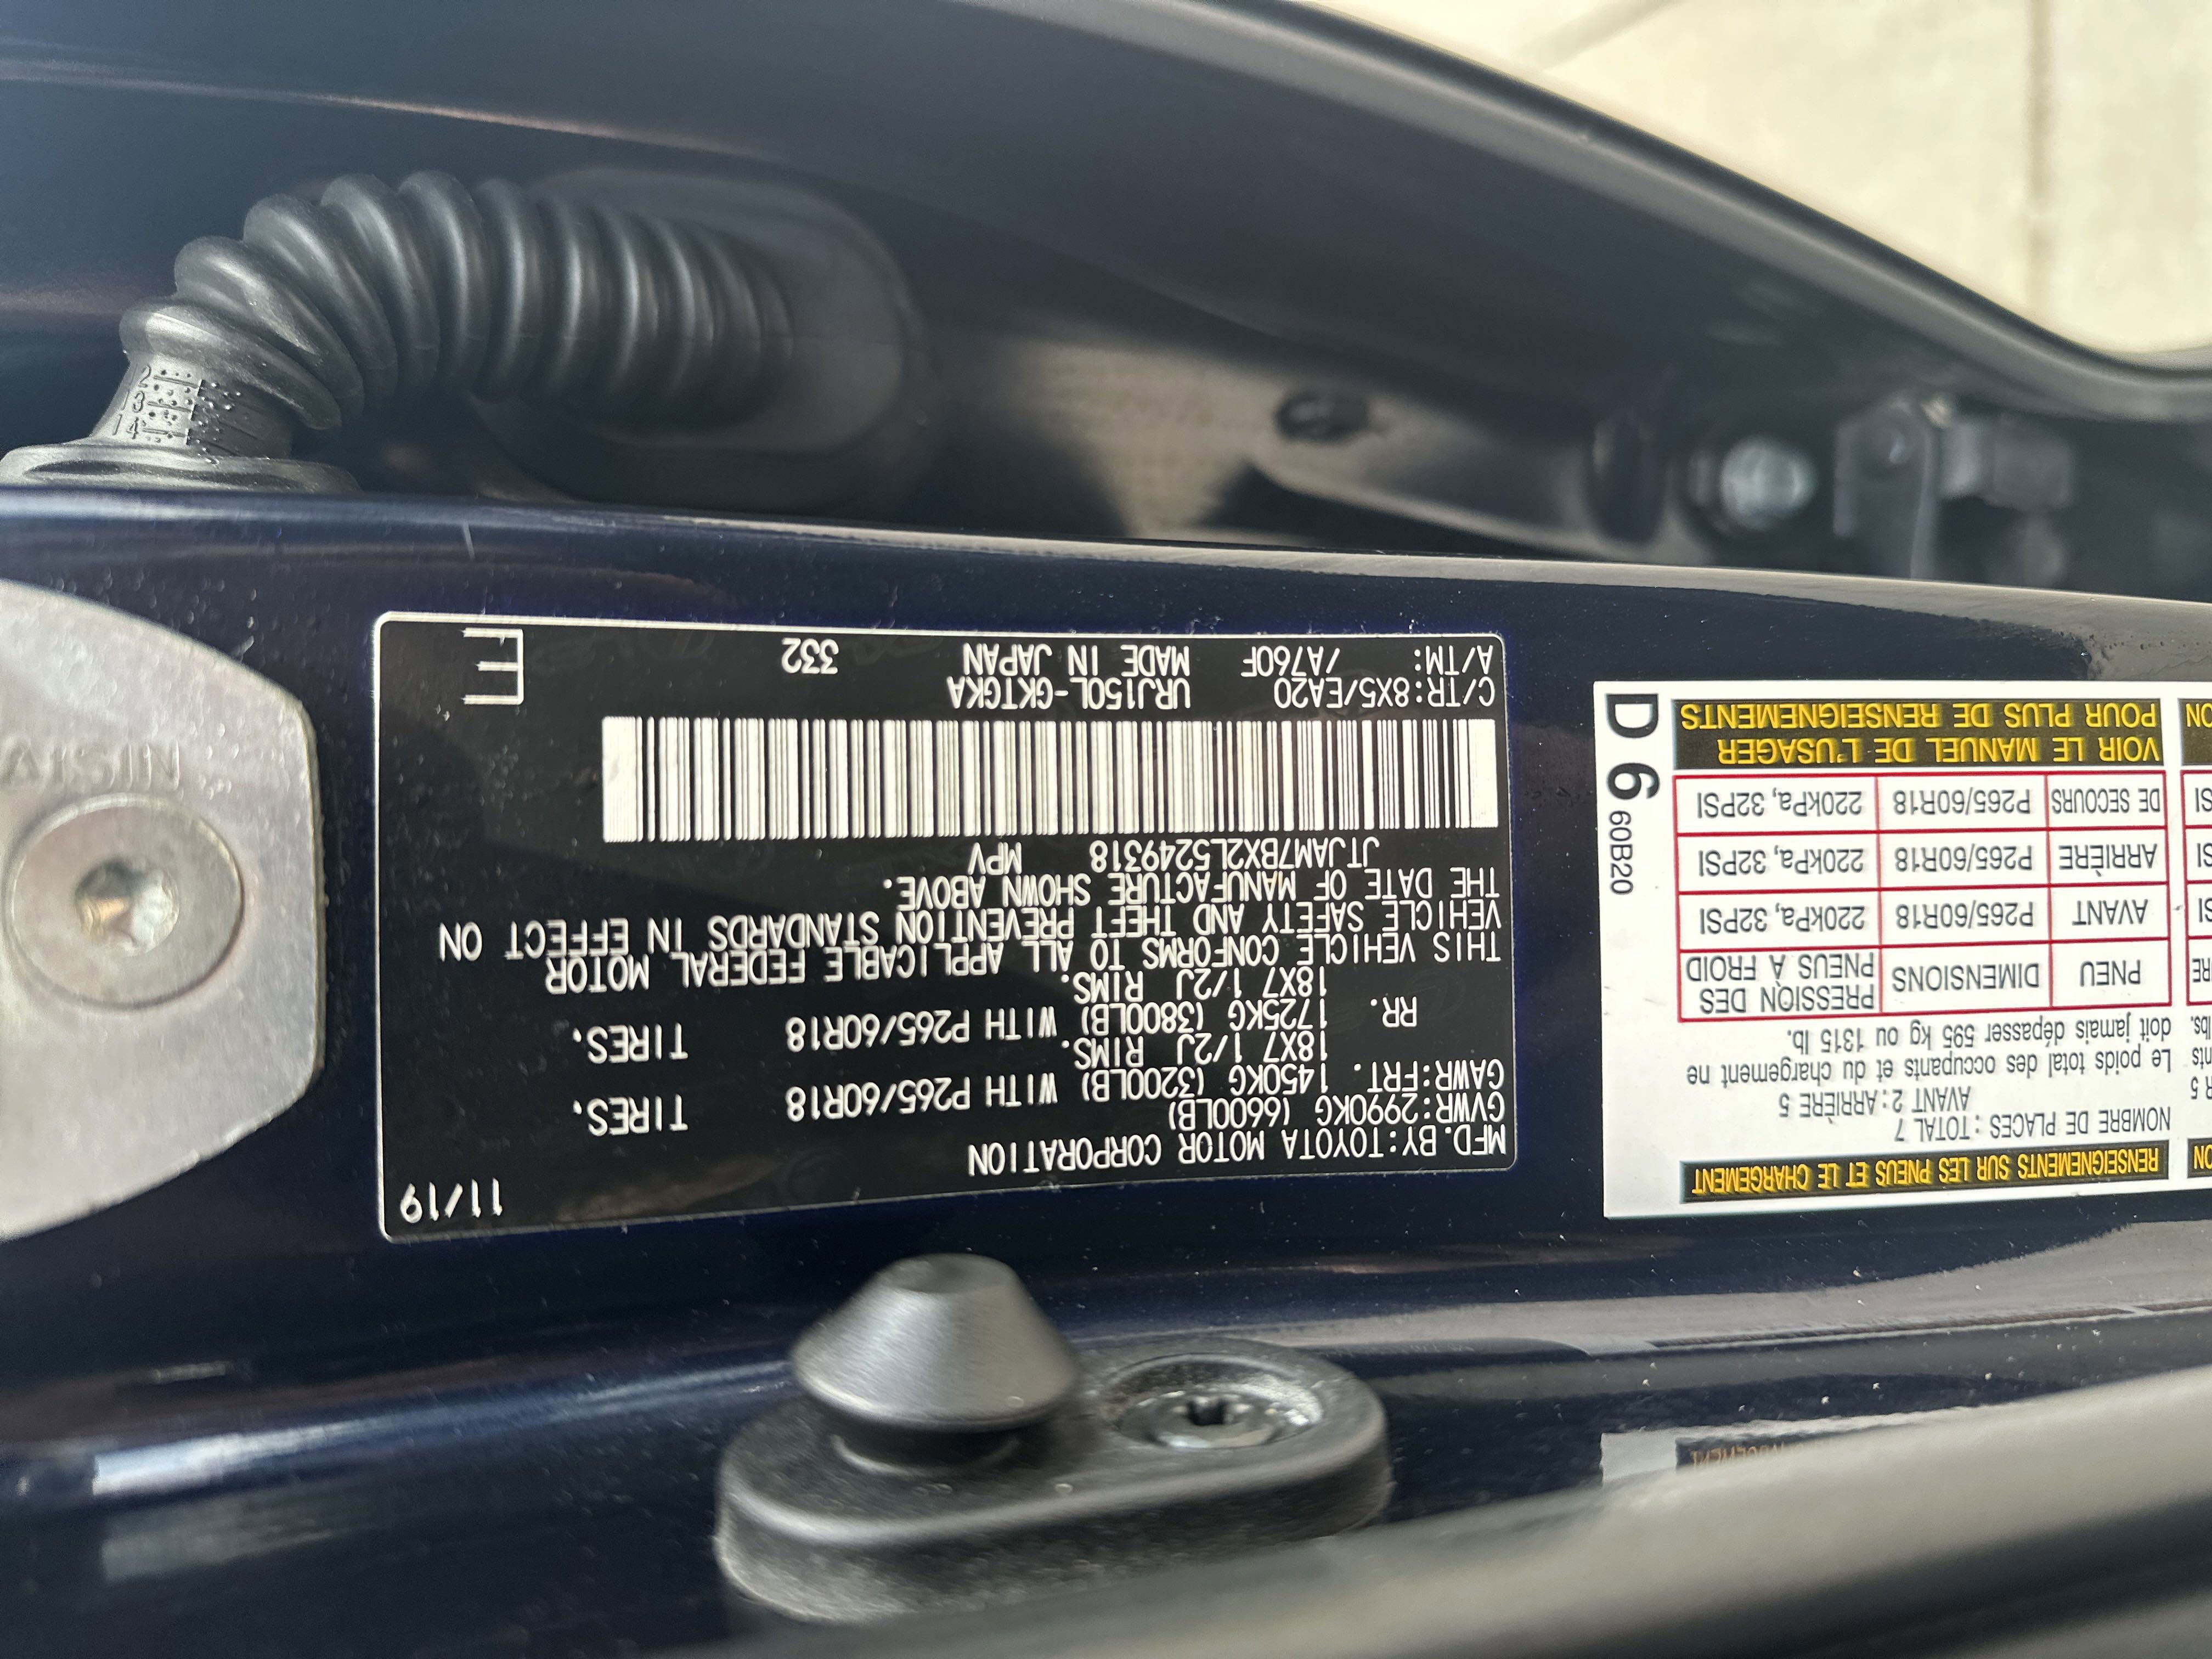 11/19
MFD.BY:TOYOTA MOTOR CORPORATION
GVWR:2990KG (6600LB)
GAWR:FRT. 1450KG (3200LB) WITH P265/60R18 TIRES.
18X7 1/2J RIMS.
RR. 1725KG (3800LB) WITH P265/60R18 TIRES.
18X7 1/2J RIMS.
THIS VEHICLE CONFORMS TO ALL APPLICABLE FEDERAL MOTOR
VEHICLE SAFETY AND THEFT PREVENTION STANDARDS IN EFFECT ON
THE DATE OF MANUFACTURE SHOWN ABOVE.
JTJAM7BX2L5249318 MPV
C/TR:8X5/EA20 URJ150L-GKTGKA
A/TM: /A760F MADE IN JAPAN 332
E
RENSEIGNEMENTS SUR LES PNEUS ET LE CHARGEMENT
NOMBRE DE PLACES : TOTAL 7
AVANT 2 : ARRIÈRE 5
Le poids total des occupants et du chargement ne
doit jamais dépasser 595 kg ou 1315 lb.
PNEU DIMENSIONS PRESSION DES PNEUS À FROID
AVANT P265/60R18 220kPa, 32PSI
ARRIÈRE P265/60R18 220kPa, 32PSI
DE SECOURS P265/60R18 220kPa, 32PSI
VOIR LE MANUEL DE L'USAGER
POUR PLUS DE RENSEIGNEMENTS
D 6 60B20
AISIN